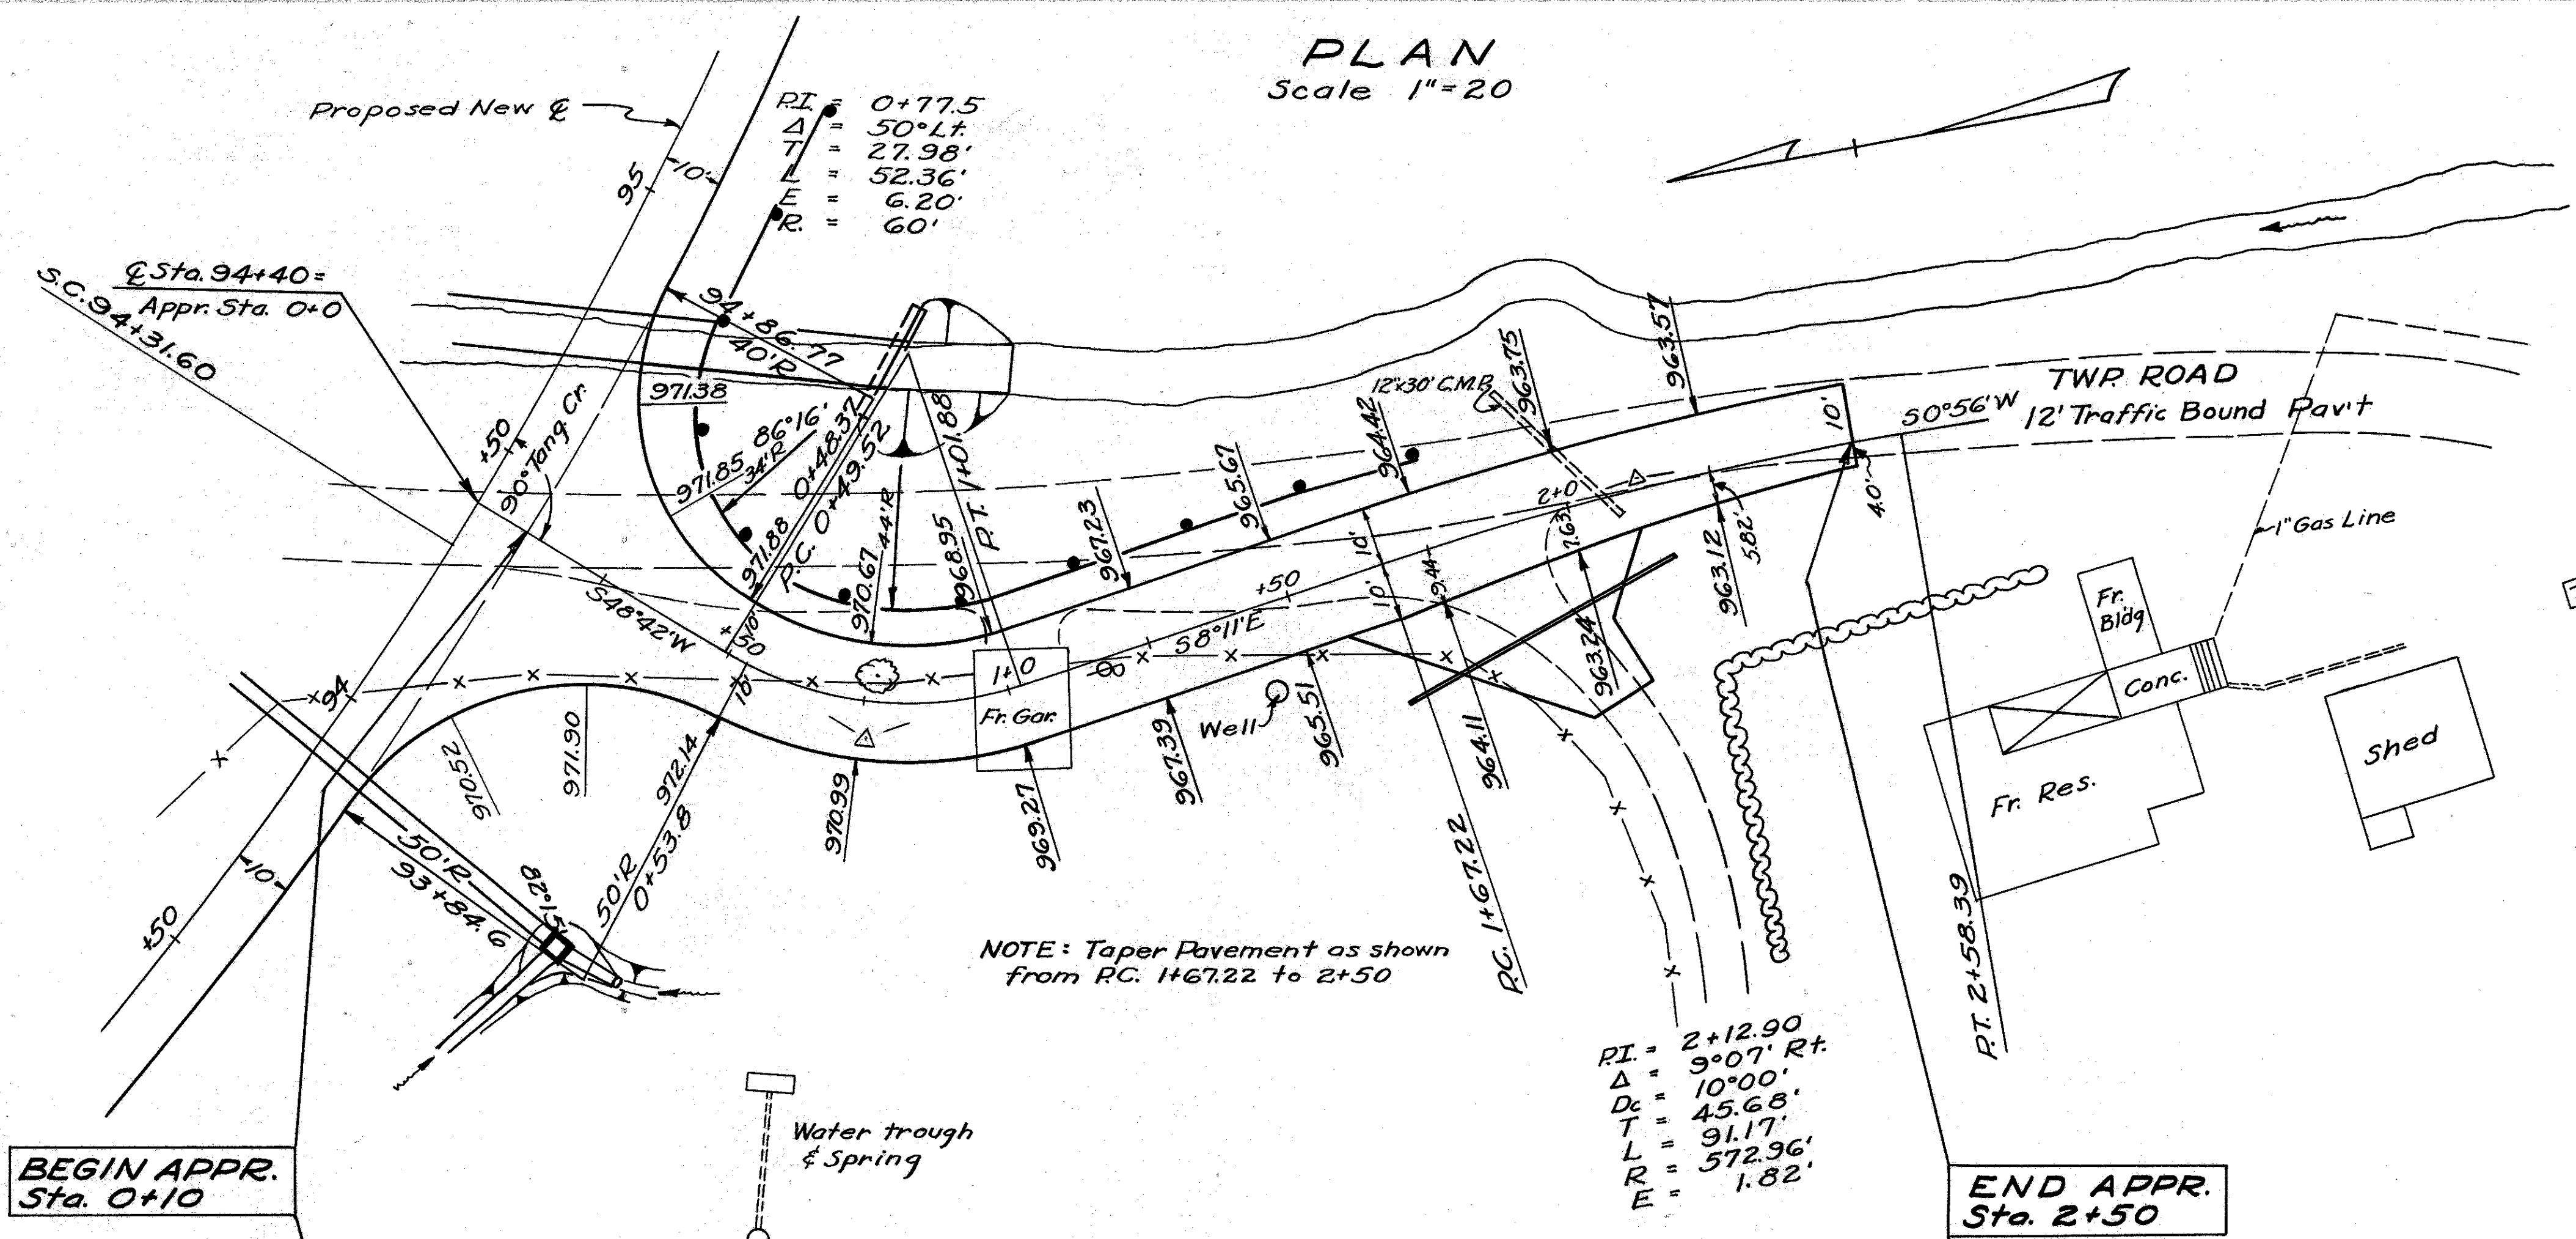 PLAN
Scale 1"=20
Proposed New ℄
P.I. = 0+77.5
Δ = 50° Lt.
T = 27.98'
L = 52.36'
E = 6.20'
R. = 60'
95
10'
℄ Sta. 94+40=
Appr. Sta. 0+0
S.C. 94+31.60
94+86.77
40'R
971.38
86°16'
34'R
971.85
0+48.37
P.C. 0+49.52
971.88
+50
90° Tang. Cr.
44'R
970.67
968.95
P.T. 1+01.88
967.23
965.67
964.42
12"x30' C.M.P.
963.75
963.57
TWP. ROAD
12' Traffic Bound Pav't
S0°56'W
10'
4.0'
1" Gas Line
2+0
7.63
5.82'
963.12
S48°42'W
+50
10'
10'
1+0
Fr. Gar.
S8°11'E
+50
10'
10'
9.44
963.24
Well
965.51
967.39
969.27
970.99
972.14
971.90
970.52
94
964.11
P.C. 1+67.22
Fr. Bldg
Conc.
Fr. Res.
Shed
50'R
93+84.6
51°28'
50'R
0+53.8
10'
+50
NOTE: Taper Pavement as shown
from P.C. 1+67.22 to 2+50
P.T. 2+58.39
P.I. = 2+12.90
Δ = 9°07' Rt.
Dc = 10°00'
T = 45.68'
L = 91.17'
R = 572.96'
E = 1.82'
Water trough
& Spring
BEGIN APPR.
Sta. 0+10
END APPR.
Sta. 2+50